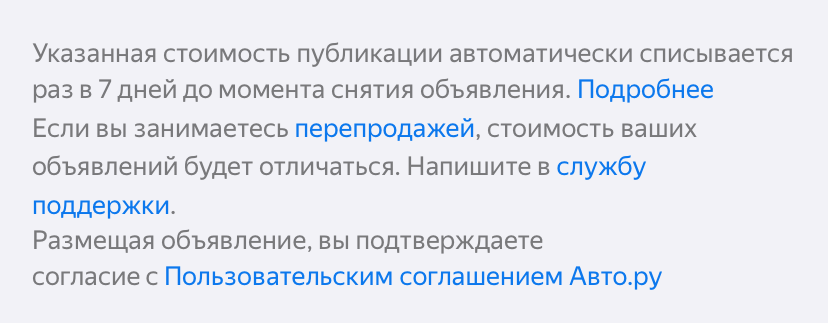 Указанная стоимость публикации автоматически списывается
раз в 7 дней до момента снятия объявления. Подробнее
Если вы занимаетесь перепродажей, стоимость ваших
объявлений будет отличаться. Напишите в службу
поддержки.
Размещая объявление, вы подтверждаете
согласие с Пользовательским соглашением Авто.ру